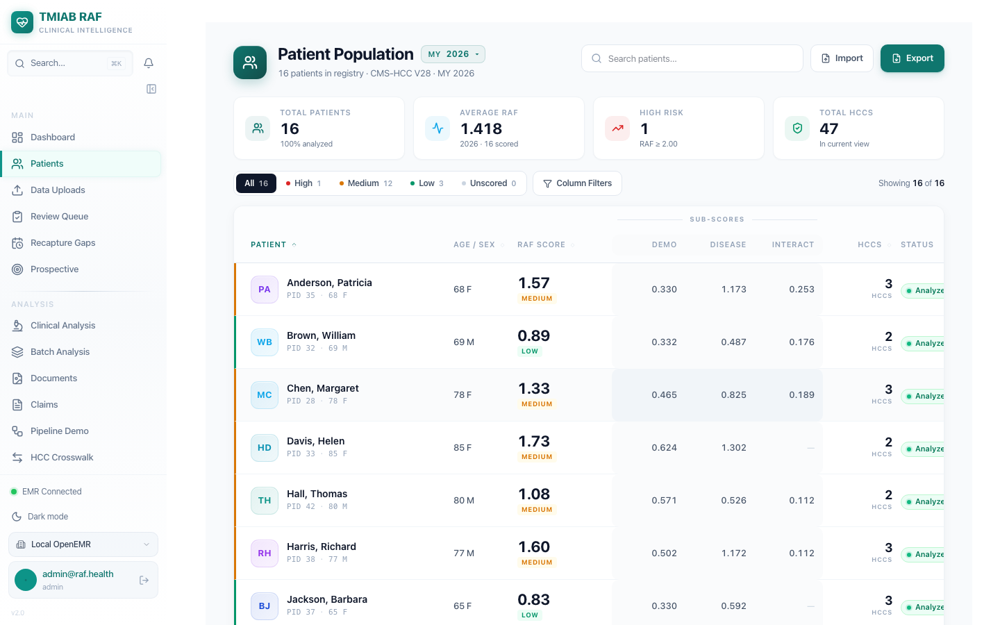 TMIAB RAF
CLINICAL INTELLIGENCE
Search...
⌘K
MAIN
Dashboard
Patients
Data Uploads
Review Queue
Recapture Gaps
Prospective
ANALYSIS
Clinical Analysis
Batch Analysis
Documents
Claims
Pipeline Demo
HCC Crosswalk
EMR Connected
Dark mode
Local OpenEMR
admin@raf.health
admin
v2.0
Patient Population
MY 2026
16 patients in registry · CMS-HCC V28 · MY 2026
Search patients...
Import
Export
TOTAL PATIENTS
16
100% analyzed
AVERAGE RAF
1.418
2026 · 16 scored
HIGH RISK
1
RAF ≥ 2.00
TOTAL HCCS
47
In current view
All 16
High 1
Medium 12
Low 3
Unscored 0
Column Filters
Showing 16 of 16
SUB-SCORES
PATIENT AGE / SEX RAF SCORE DEMO DISEASE INTERACT HCCS STATUS
PA Anderson, Patricia 68 F 1.57 0.330 1.173 0.253 3 Analyze
PID 35 · 68 F MEDIUM HCCS
WB Brown, William 69 M 0.89 0.332 0.487 0.176 2 Analyze
PID 32 · 69 M LOW HCCS
MC Chen, Margaret 78 F 1.33 0.465 0.825 0.189 3 Analyze
PID 28 · 78 F MEDIUM HCCS
HD Davis, Helen 85 F 1.73 0.624 1.302 — 2 Analyze
PID 33 · 85 F MEDIUM HCCS
TH Hall, Thomas 80 M 1.08 0.571 0.526 0.112 2 Analyze
PID 42 · 80 M MEDIUM HCCS
RH Harris, Richard 77 M 1.60 0.502 1.172 0.112 3 Analyze
PID 38 · 77 M MEDIUM HCCS
BJ Jackson, Barbara 65 F 0.83 0.330 0.592 — 3 Analyze
PID 37 · 65 F LOW HCCS